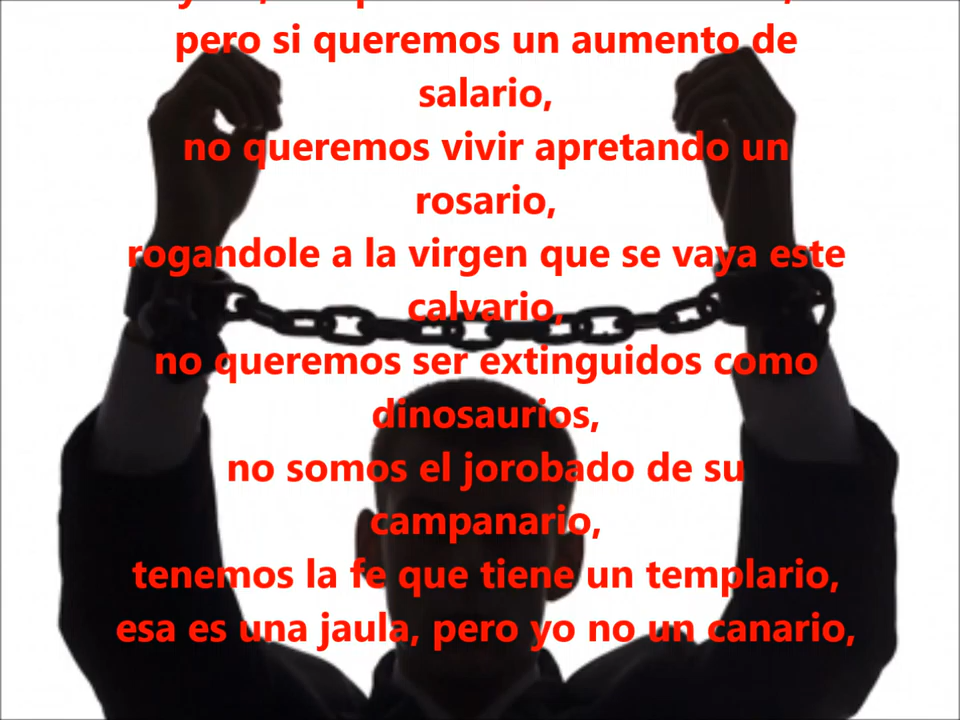 pero si queremos un aumento de
salario,
no queremos vivir apretando un
rosario,
rogandole a la virgen que se vaya este
calvario,
no queremos ser extinguidos como
dinosaurios,
no somos el jorobado de su
campanario,
tenemos la fe que tiene un templario,
esa es una jaula, pero yo no un canario,